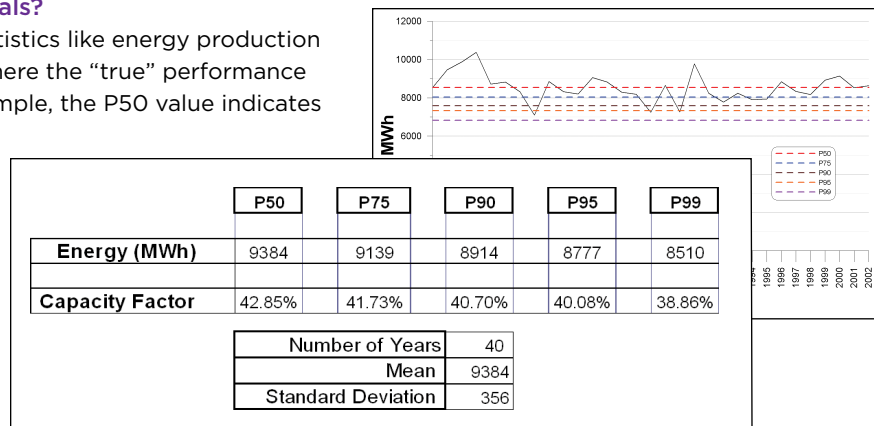 als?
tistics like energy production
here the “true” performance
mple, the P50 value indicates
12000
10000
8000
6000
MWh
P50
P75
P90
P95
P99
1995
1996
1997
1998
1999
2000
2001
2002
P50 P75 P90 P95 P99
Energy (MWh) 9384 9139 8914 8777 8510
Capacity Factor 42.85% 41.73% 40.70% 40.08% 38.86%
Number of Years 40
Mean 9384
Standard Deviation 356